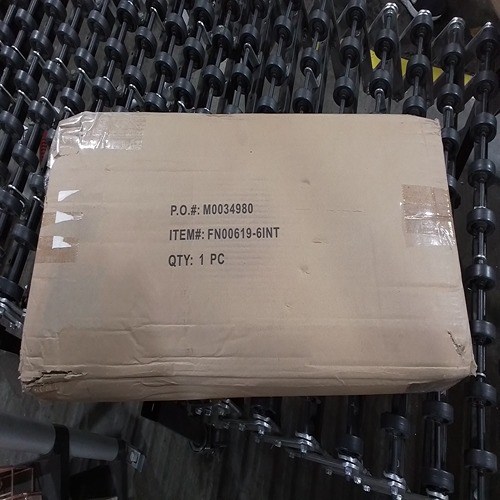 P.O.#: M0034980
ITEM#: FN00619-6INT
QTY: 1 PC